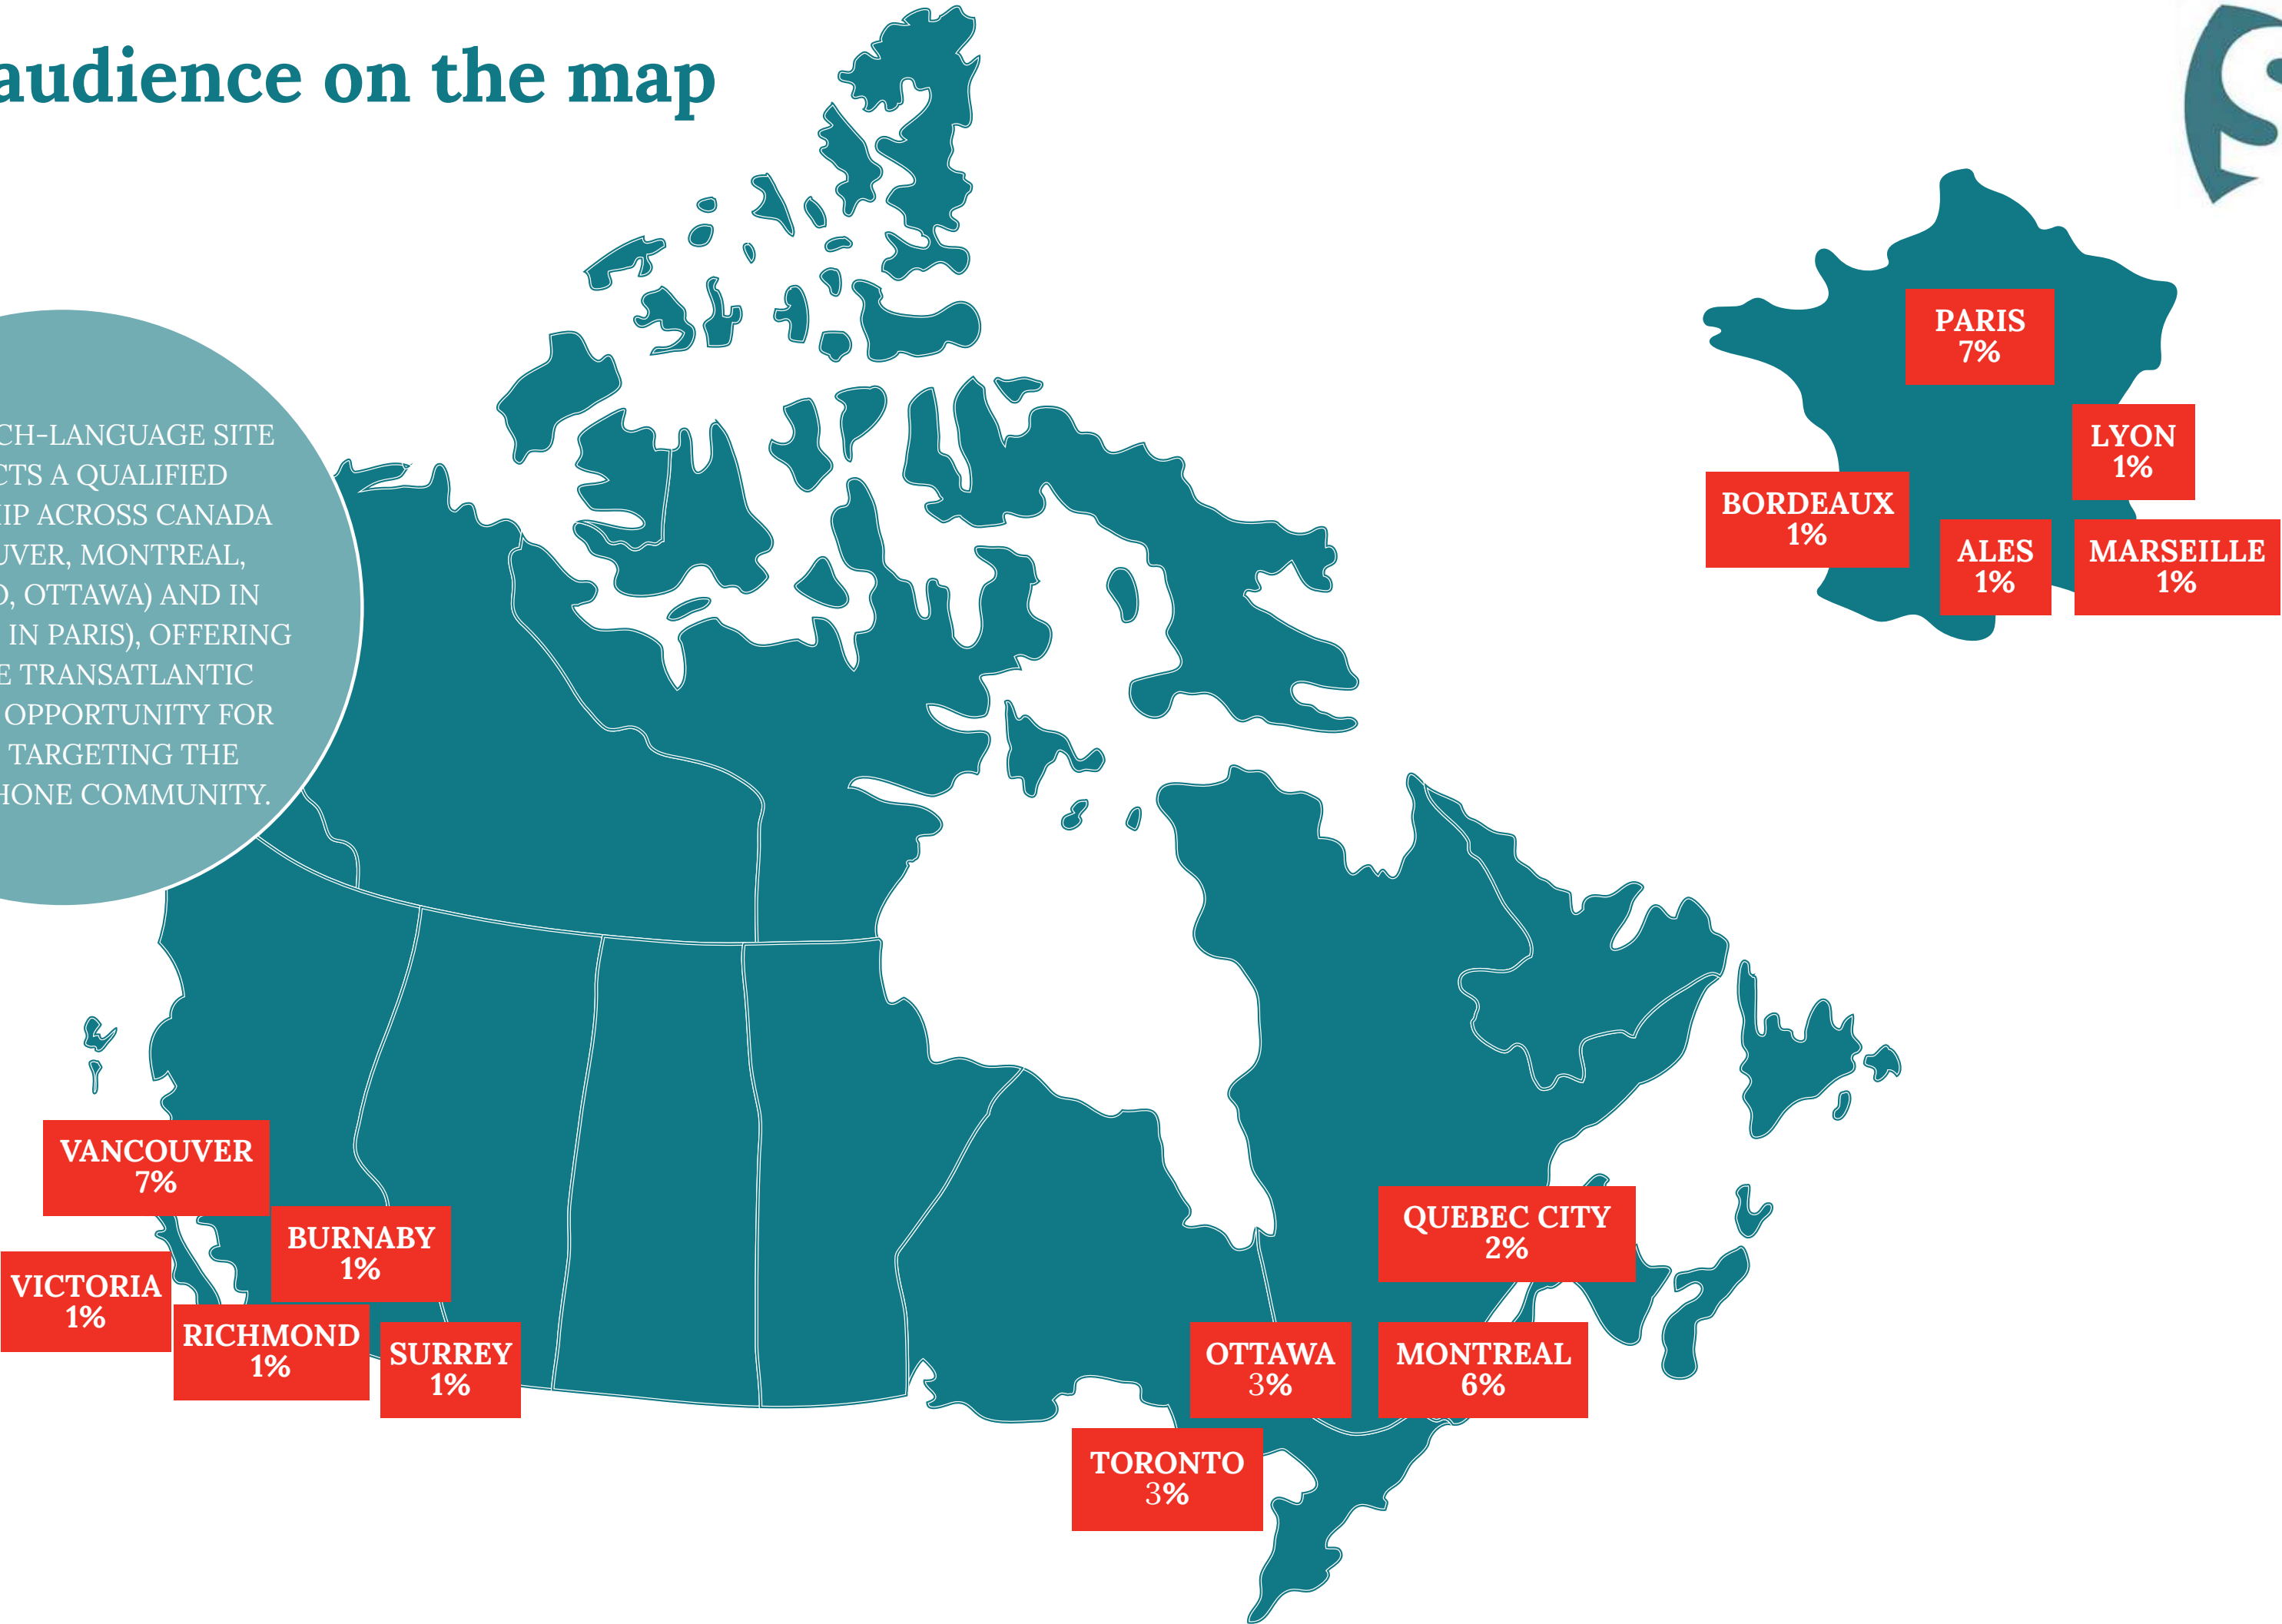 audience on the map
CH-LANGUAGE SITE
CTS A QUALIFIED
IP ACROSS CANADA
UVER, MONTREAL,
O, OTTAWA) AND IN
IN PARIS), OFFERING
E TRANSATLANTIC
OPPORTUNITY FOR
TARGETING THE
HONE COMMUNITY.
PARIS
7%
LYON
1%
BORDEAUX
1%
ALES
1%
MARSEILLE
1%
VANCOUVER
7%
BURNABY
1%
VICTORIA
1%
RICHMOND
1%
SURREY
1%
QUEBEC CITY
2%
OTTAWA
3%
MONTREAL
6%
TORONTO
3%